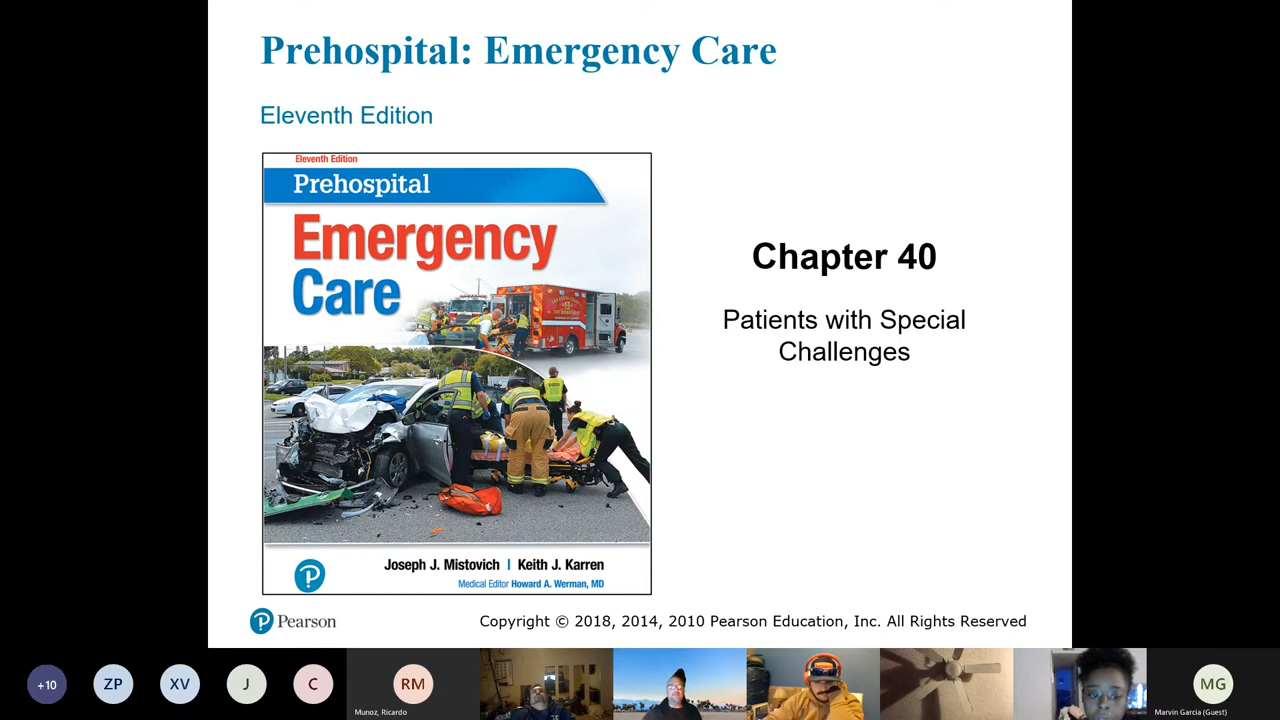 Prehospital: Emergency Care
Eleventh Edition
Eleventh Edition
Prehospital
Emergency
Care
Joseph J. Mistovich | Keith J. Karren
Medical Editor Howard A. Werman, MD
Chapter 40
Patients with Special
Challenges
Pearson
Copyright © 2018, 2014, 2010 Pearson Education, Inc. All Rights Reserved
+10
ZP
XV
J
C
RM
Munoz, Ricardo
MG
Marvin Garcia (Guest)